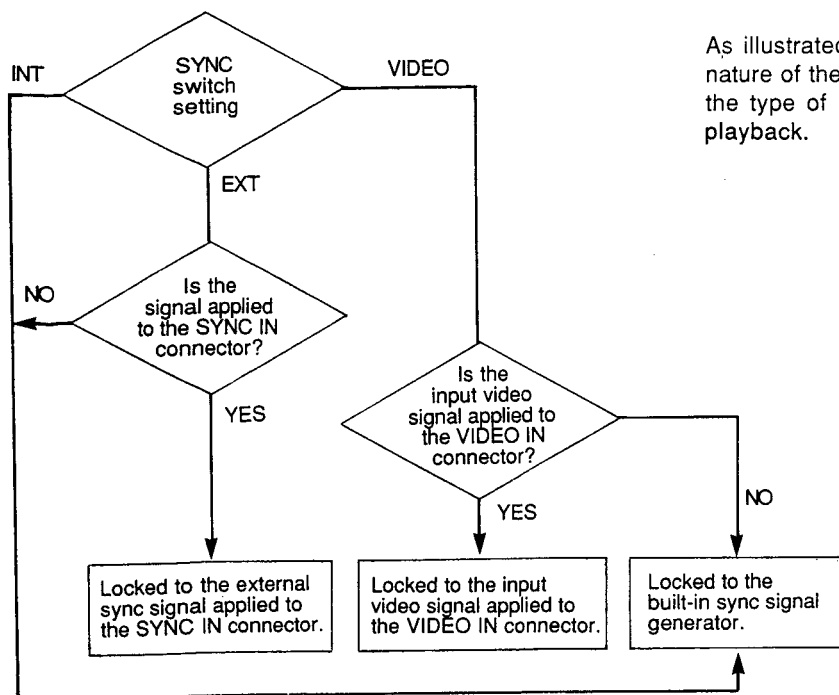 SYNC
switch
setting
INT
VIDEO
EXT
As illustrated
nature of the
the type of
playback.
Is the
signal applied
to the SYNC IN
connector?
NO
YES
Is the
input video
signal applied to
the VIDEO IN
connector?
YES
NO
Locked to the external
sync signal applied to
the SYNC IN connector.
Locked to the input
video signal applied to
the VIDEO IN connector.
Locked to the
built-in sync signal
generator.